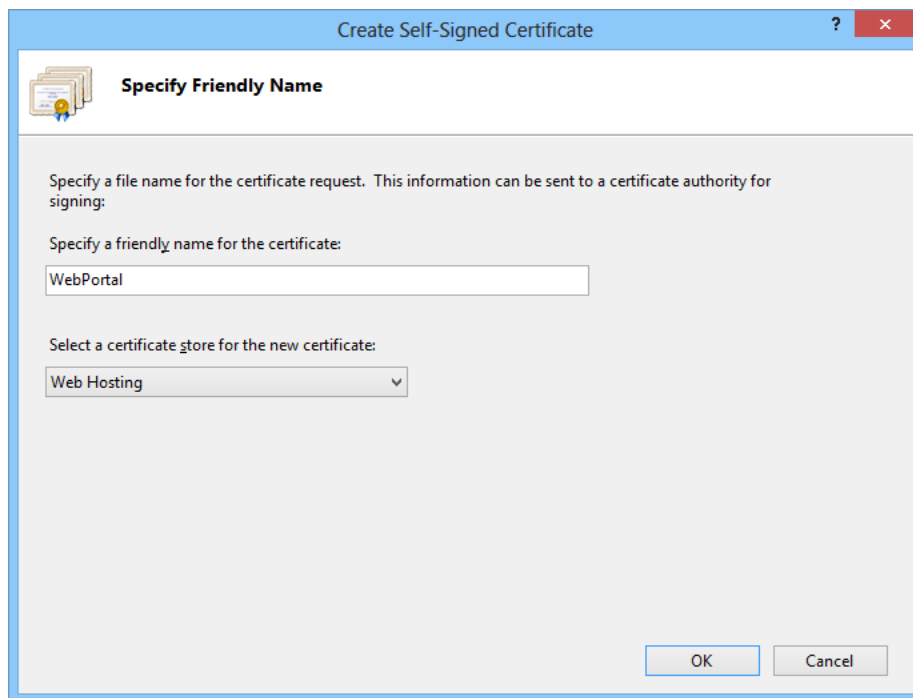 Create Self-Signed Certificate
?
Specify Friendly Name
Specify a file name for the certificate request.  This information can be sent to a certificate authority for
signing:
Specify a friendly name for the certificate:
WebPortal
Select a certificate store for the new certificate:
Web Hosting
OK Cancel